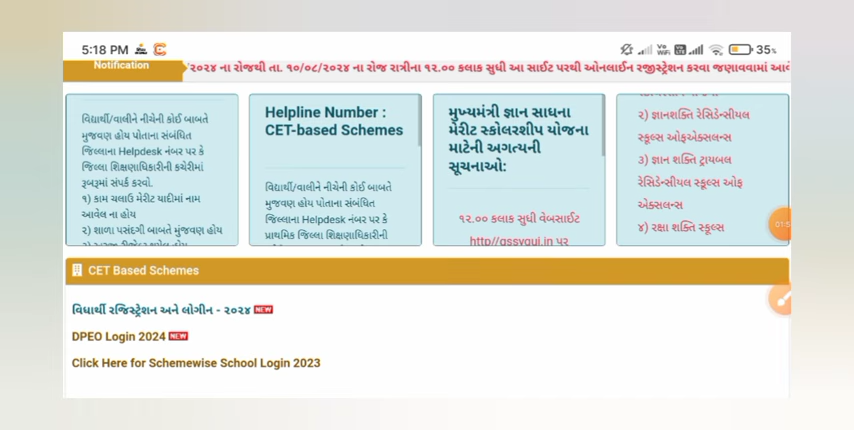 5:18 PM
35%
Notification
'૨૦૨૪ ના રોજથી તા. ૧૦/૦૮/૨૦૨૪ ના રોજ રાત્રીના ૧૨.૦૦ કલાક સુધી આ સાઈટ પરથી ઓનલાઈન રજીસ્ટ્રેશન કરવા જણાવવામાં
વિદ્યાર્થી/વાલીને નીચેની કોઈ બાબતે
મુજવણ હોય પોતાના સંબંધિત
જિલ્લાના Helpdesk નંબર પર કે
જિલ્લા શિક્ષણાધિકારીની કચેરીમાં
રૂબરૂમાં સંપર્ક કરવો.
૧) કામ ચલાઉ મેરીટ યાદીમાં નામ
આવેલ ના હોય
૨) શાળા પસંદગી બાબતે મુંજવણ હોય
Helpline Number :
CET-based Schemes
વિદ્યાર્થી/વાલીને નીચેની કોઈ બાબતે
મુજવણ હોય પોતાના સંબંધિત
જિલ્લાના Helpdesk નંબર પર કે
પ્રાથમિક જિલ્લા શિક્ષણાધિકારીની
મુખ્યમંત્રી જ્ઞાન સાધના
મેરીટ સ્કોલરશીપ યોજના
માટેની અગત્યની
સૂચનાઓ:
૧૨.૦૦ કલાક સુધી વેબસાઈટ
http//gssyguj.in પર
૨) જ્ઞાનશક્તિ રેસિડેન્સીયલ
સ્કૂલ્સ ઓફએક્સલન્સ
૩) જ્ઞાન શક્તિ ટ્રાયબલ
રેસિડેન્સીયલ સ્કૂલ્સ ઓફ
એક્સલન્સ
૪) રક્ષા શક્તિ સ્કૂલ્સ
CET Based Schemes
વિધાર્થી રજિસ્ટ્રેશન અને લોગીન - ૨૦૨૪ NEW
DPEO Login 2024 NEW
Click Here for Schemewise School Login 2023